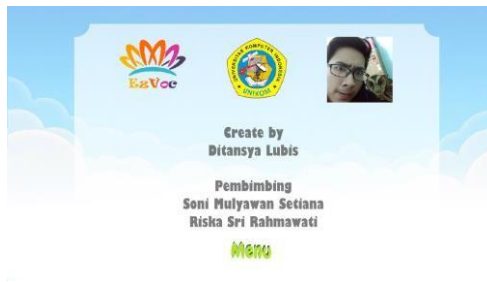 EzVoc
UNIVERSITAS KOMPUTER INDONESIA
UNIKOM
Create by
Ditansya Lubis
Pembimbing
Soni Mulyawan Setiana
Riska Sri Rahmawati
Menu